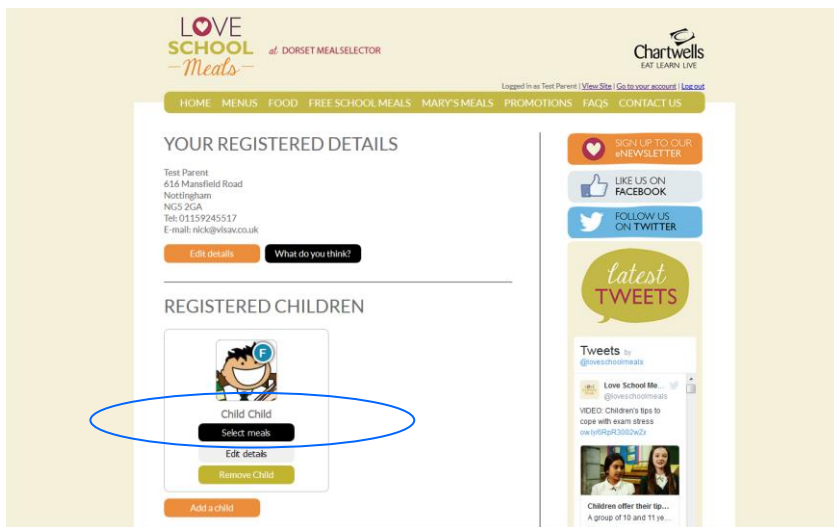 LOVE
SCHOOL
Meals
at DORSET MEALSELECTOR
Chartwells
EAT LEARN LIVE
Logged in as Test Parent | View Site | Go to your account | Log out
HOME MENUS FOOD FREE SCHOOL MEALS MARY'S MEALS PROMOTIONS FAQS CONTACT US
YOUR REGISTERED DETAILS
Test Parent
616 Mansfield Road
Nottingham
NG5 2GA
Tel: 01159245517
E-mail: nick@visav.co.uk
Edit details What do you think?
REGISTERED CHILDREN
F
Child Child
Select meals
Edit details
Remove Child
Add a child
SIGN UP TO OUR
eNEWSLETTER
LIKE US ON
FACEBOOK
FOLLOW US
ON TWITTER
latest
TWEETS
Tweets by
@loveschoolmeals
Love School Me...
@loveschoolmeals
VIDEO: Children's tips to
cope with exam stress
ow.ly/6RpR3002wZx
Children offer their tip...
A group of 10 and 11 ye...